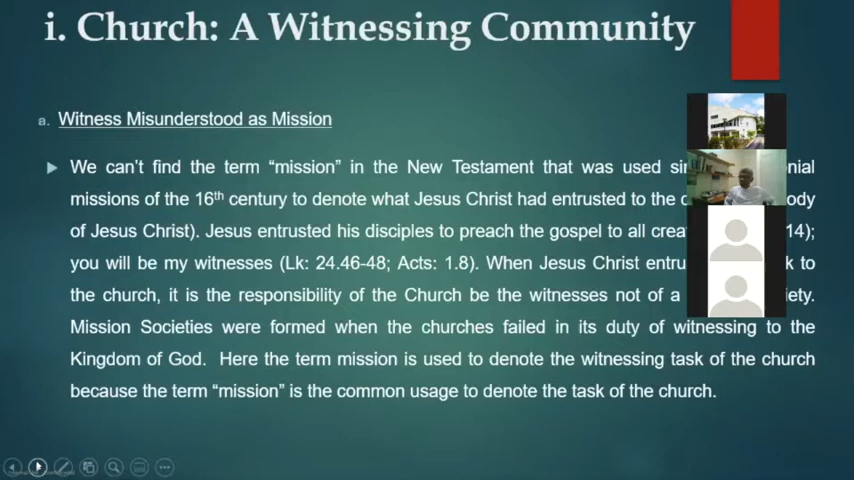 i. Church: A Witnessing Community
a. Witness Misunderstood as Mission
We can't find the term “mission” in the New Testament that was used
missions of the 16th century to denote what Jesus Christ had entrusted to the
of Jesus Christ). Jesus entrusted his disciples to preach the gospel to all 14);
you will be my witnesses (Lk: 24.46-48; Acts: 1.8). When Jesus Christ to
the church, it is the responsibility of the Church be the witnesses not of a
Mission Societies were formed when the churches failed in its duty of witnessing to the
Kingdom of God. Here the term mission is used to denote the witnessing task of the church
because the term “mission” is the common usage to denote the task of the church.